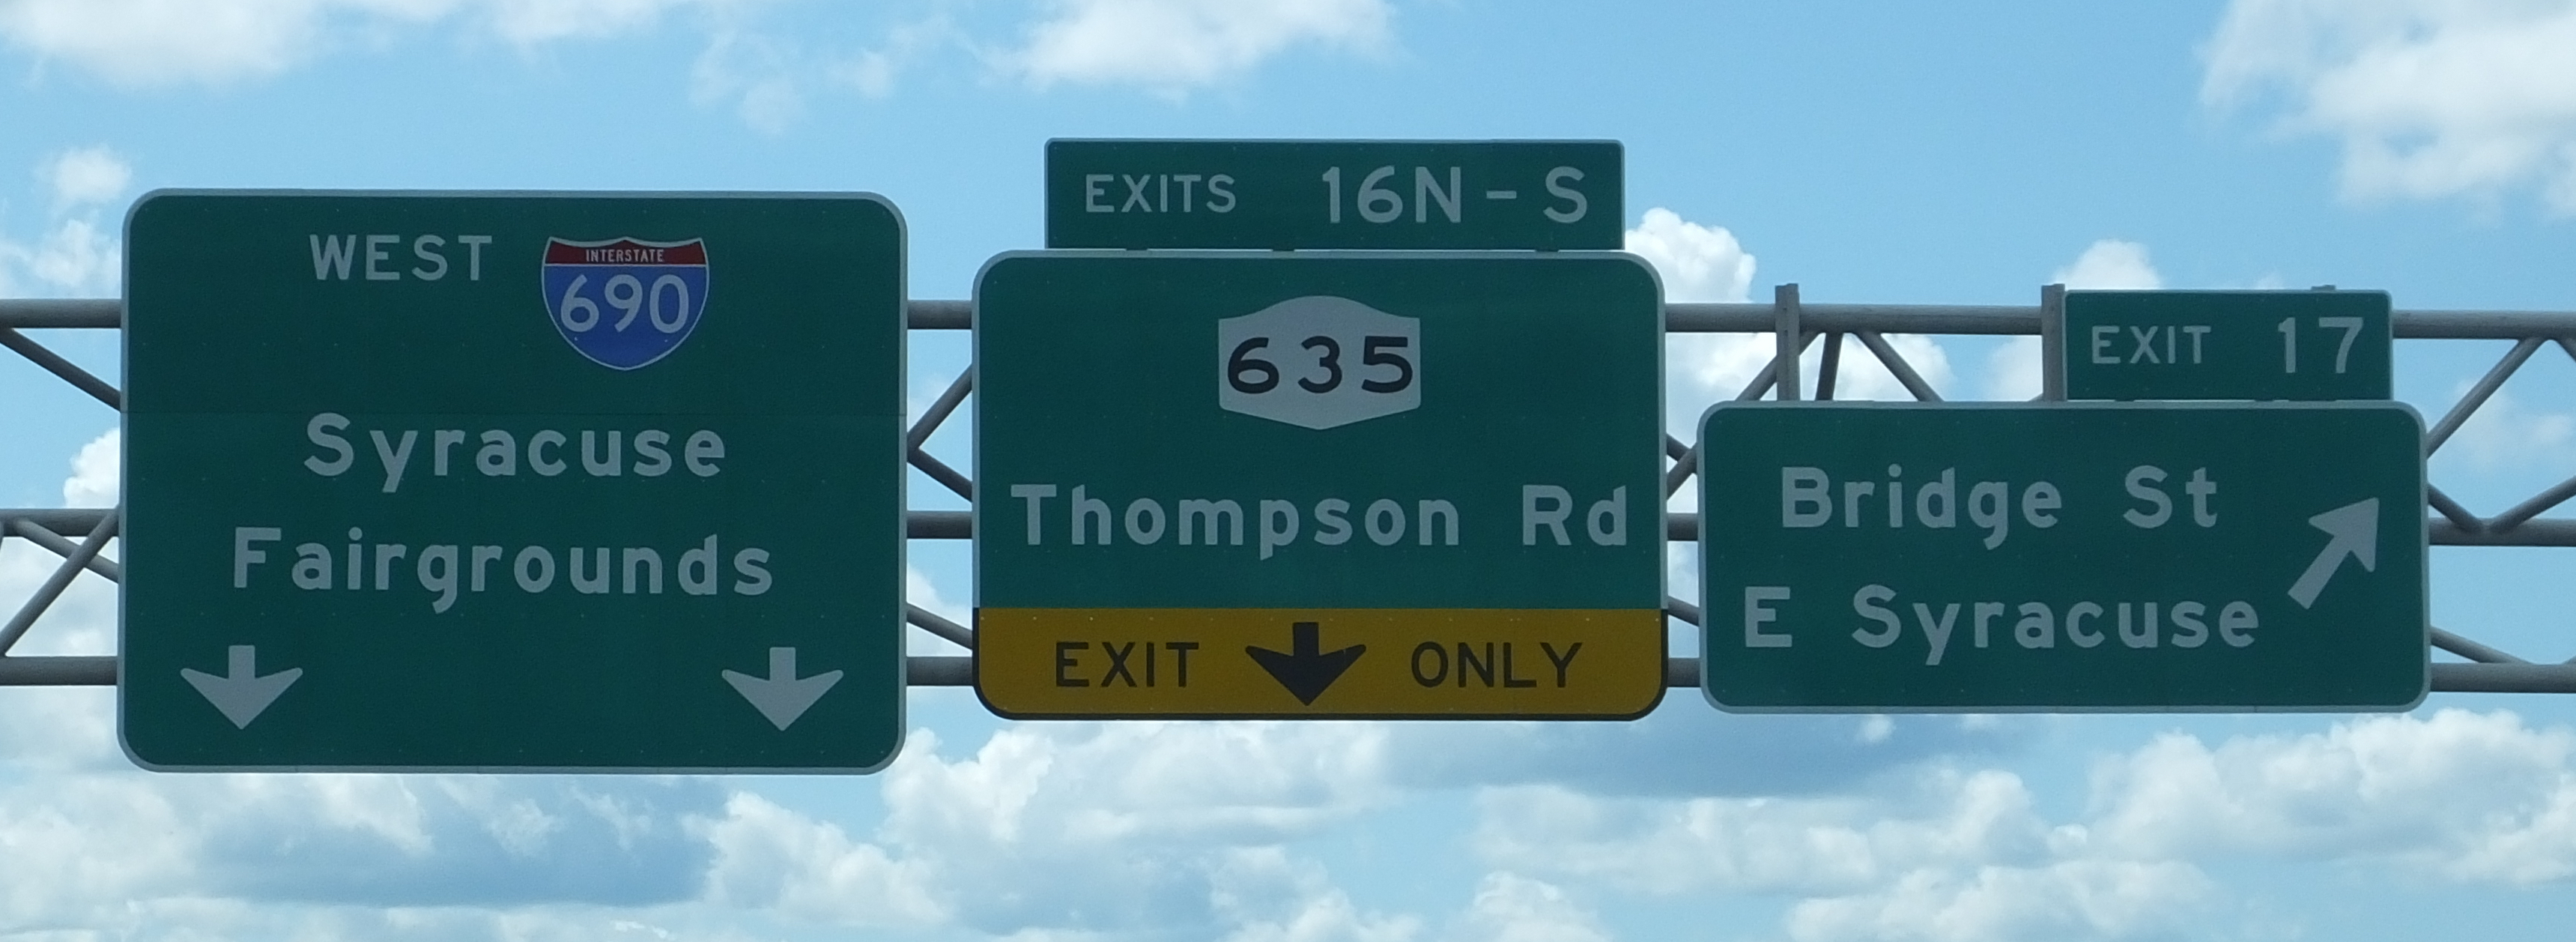 WEST
INTERSTATE
690
Syracuse
Fairgrounds
EXITS 16N - S
635
Thompson Rd
EXIT ONLY
EXIT 17
Bridge St
E Syracuse